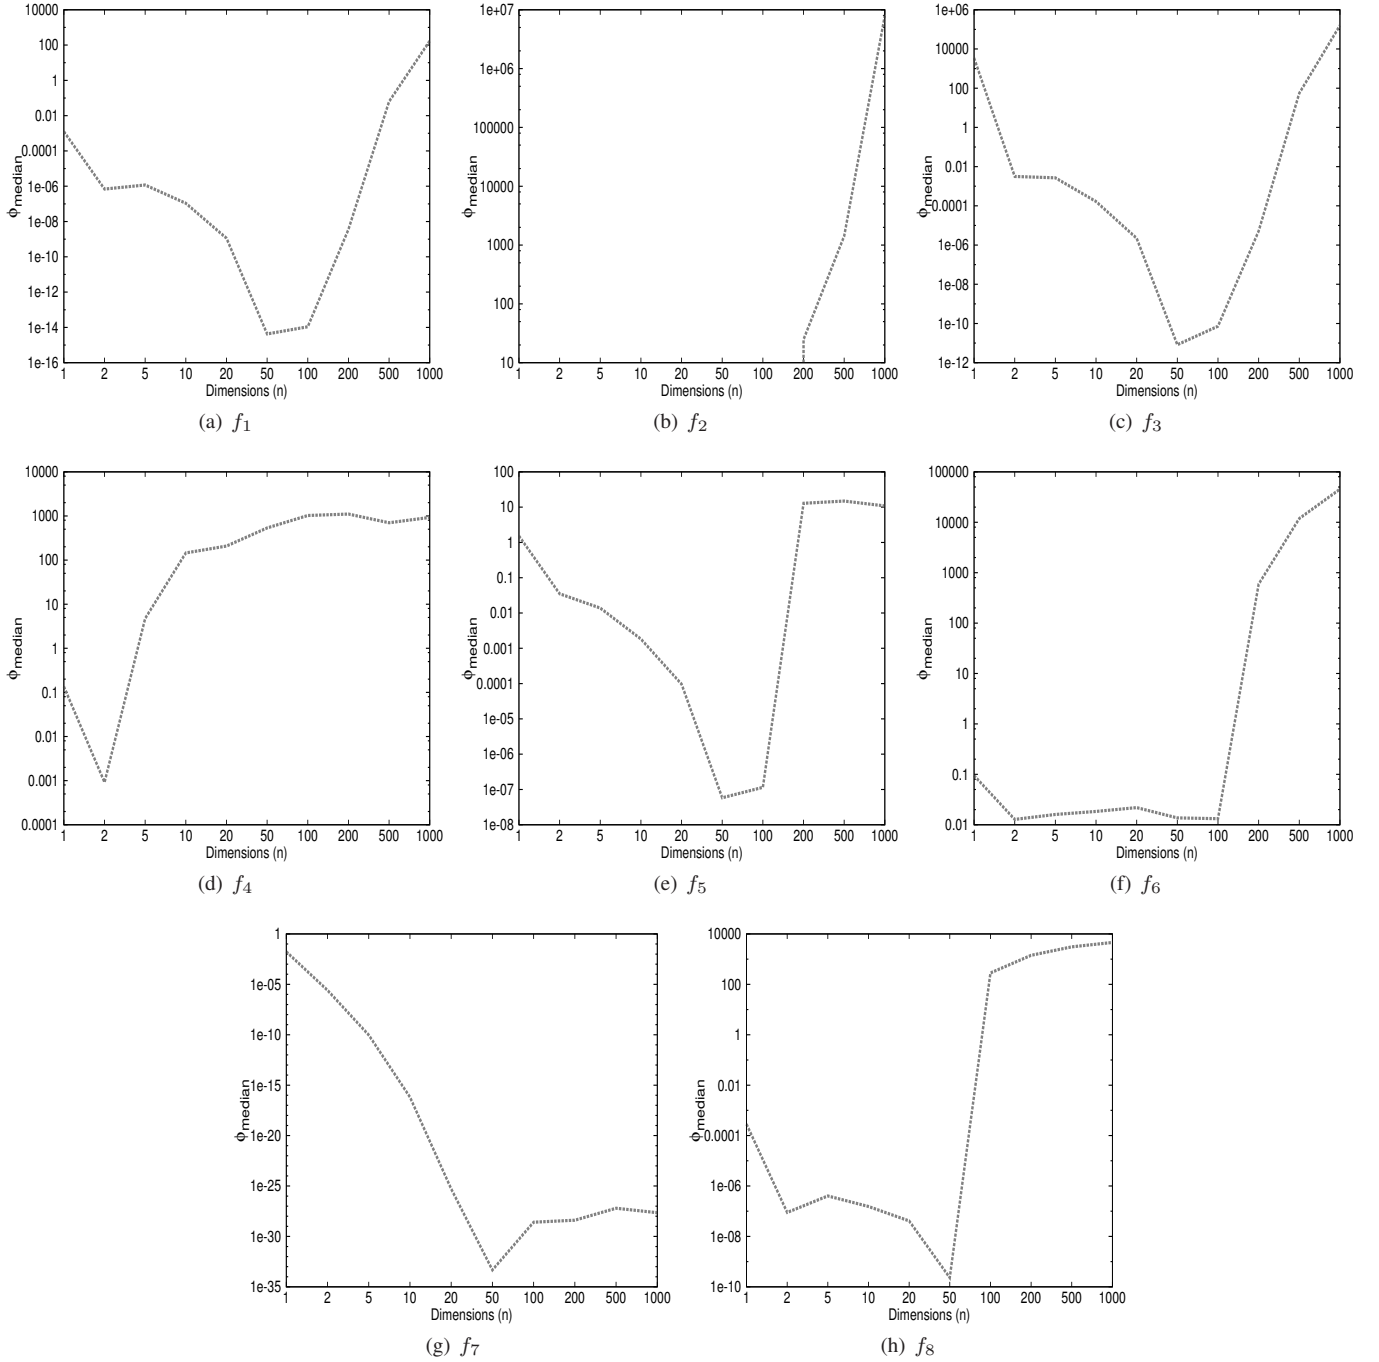 10000
100
1
0.01
0.0001
1e-06
1e-08
1e-10
1e-12
1e-14
1e-16
ϕmedian
1 2 5 10 20 50 100 200 500 1000
Dimensions (n)
(a) f1
1e+07
1e+06
100000
10000
1000
100
10
ϕmedian
1 2 5 10 20 50 100 200 500 1000
Dimensions (n)
(b) f2
1e+06
10000
100
1
0.01
0.0001
1e-06
1e-08
1e-10
1e-12
ϕmedian
1 2 5 10 20 50 100 200 500 1000
Dimensions (n)
(c) f3
10000
1000
100
10
1
0.1
0.01
0.001
0.0001
ϕmedian
1 2 5 10 20 50 100 200 500 1000
Dimensions (n)
(d) f4
100
10
1
0.1
0.01
0.001
0.0001
1e-05
1e-06
1e-07
1e-08
ϕmedian
1 2 5 10 20 50 100 200 500 1000
Dimensions (n)
(e) f5
100000
10000
1000
100
10
1
0.1
0.01
ϕmedian
1 2 5 10 20 50 100 200 500 1000
Dimensions (n)
(f) f6
1
1e-05
1e-10
1e-15
1e-20
1e-25
1e-30
1e-35
ϕmedian
1 2 5 10 20 50 100 200 500 1000
Dimensions (n)
(g) f7
10000
100
1
0.01
0.0001
1e-06
1e-08
1e-10
ϕmedian
1 2 5 10 20 50 100 200 500 1000
Dimensions (n)
(h) f8